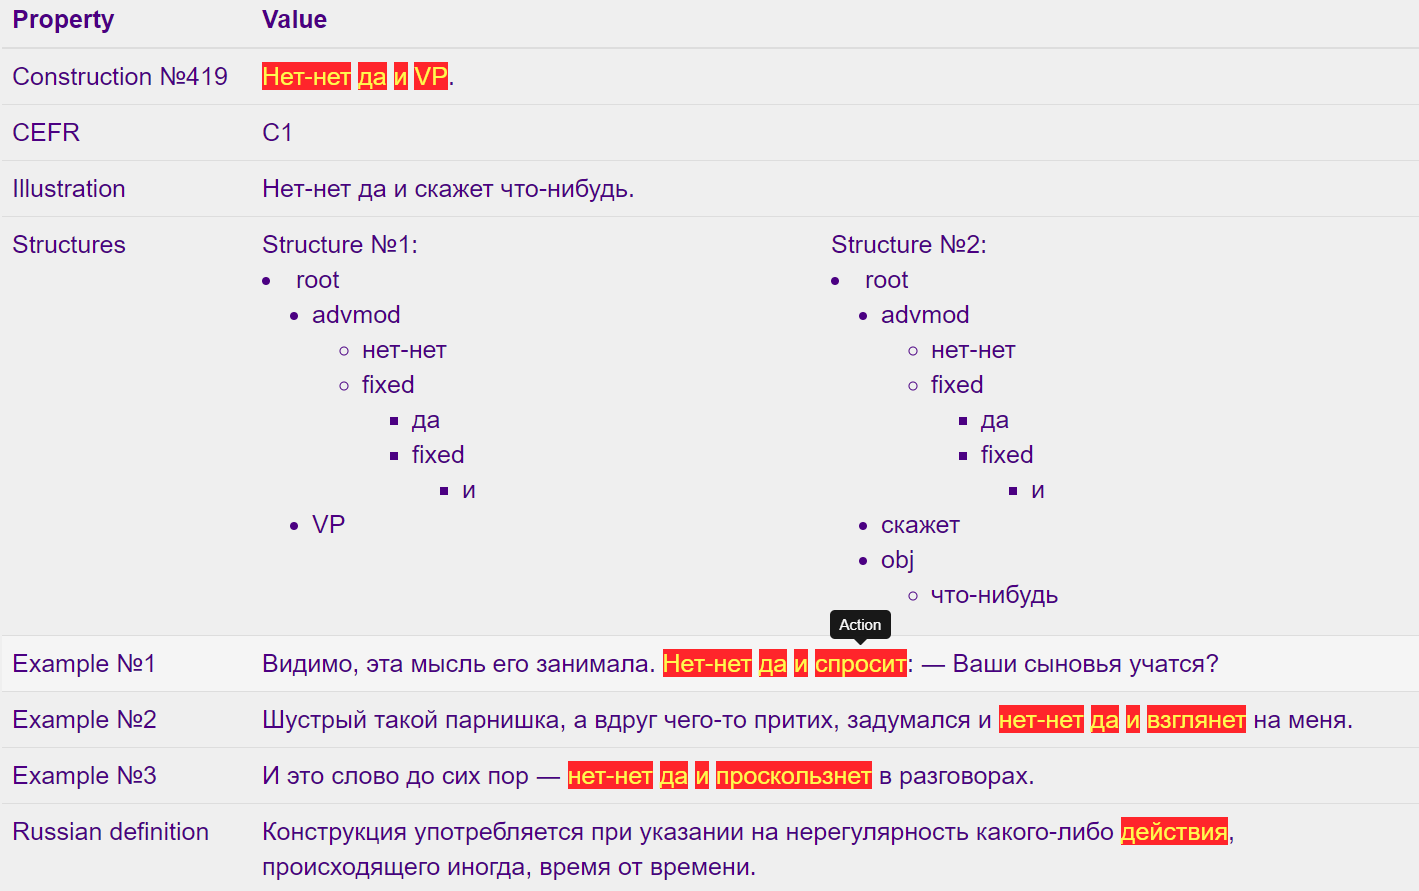 Property Value
Construction №419 Нет-нет да и VP.
CEFR C1
Illustration Нет-нет да и скажет что-нибудь.
Structures Structure №1: Structure №2:
root root
advmod advmod
нет-нет нет-нет
fixed fixed
да да
fixed fixed
и и
VP скажет
obj
что-нибудь
Action
Example №1 Видимо, эта мысль его занимала. Нет-нет да и спросит: — Ваши сыновья учатся?
Example №2 Шустрый такой парнишка, а вдруг чего-то притих, задумался и нет-нет да и взглянет на меня.
Example №3 И это слово до сих пор — нет-нет да и проскользнет в разговорах.
Russian definition Конструкция употребляется при указании на нерегулярность какого-либо действия,
происходящего иногда, время от времени.